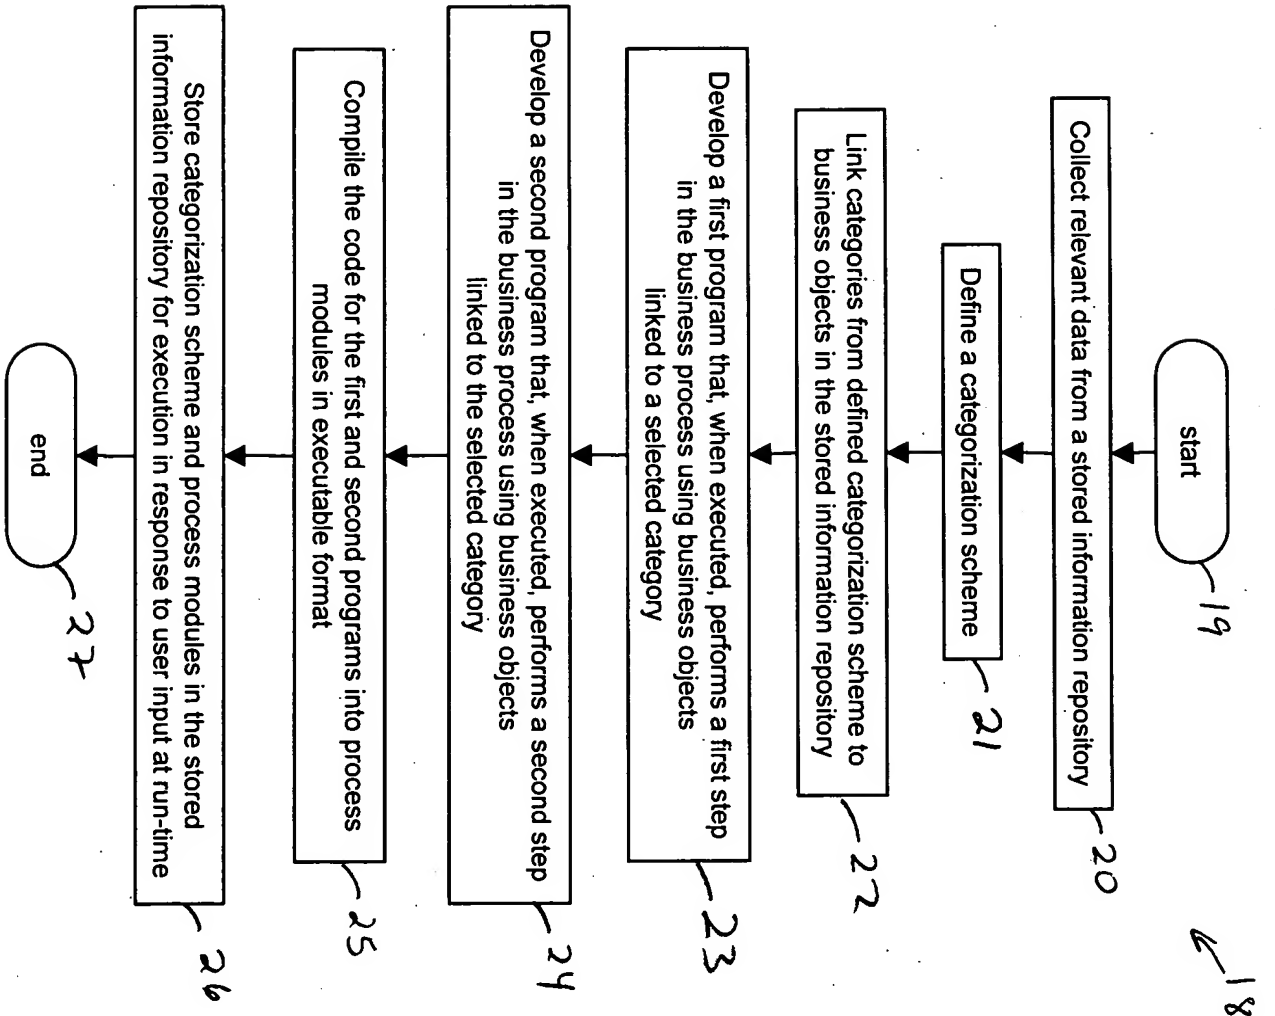 18
start
19
Collect relevant data from a stored information repository
20
Define a categorization scheme
21
Link categories from defined categorization scheme to
business objects in the stored information repository
22
Develop a first program that, when executed, performs a first step
in the business process using business objects
linked to a selected category
23
Develop a second program that, when executed, performs a second step
in the business process using business objects
linked to the selected category
24
Compile the code for the first and second programs into process
modules in executable format
25
Store categorization scheme and process modules in the stored
information repository for execution in response to user input at run-time
26
end
27